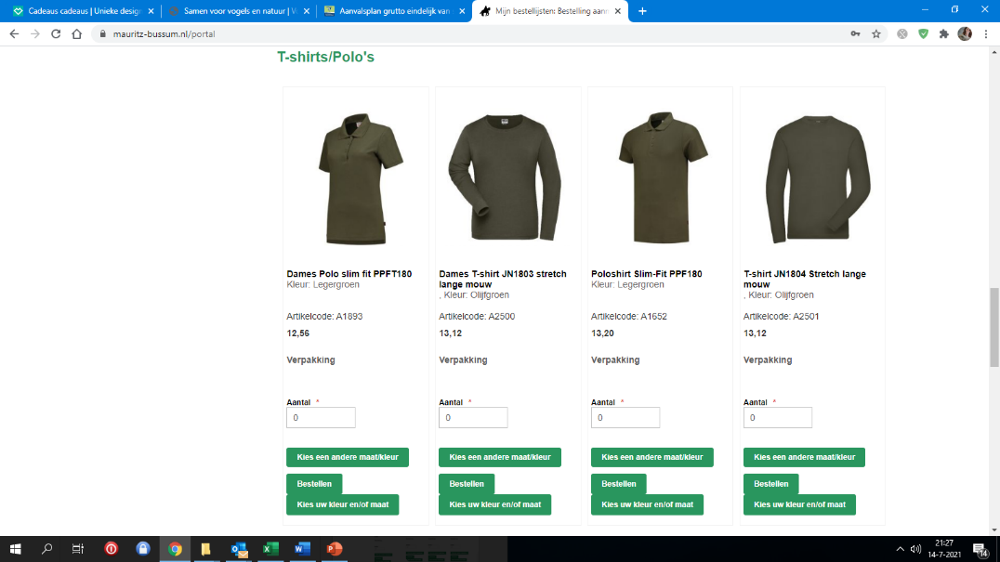 Cadeaus cadeaus | Unieke design
Samen voor vogels en natuur | Vo
Aanvalsplan grutto eindelijk van s
Mijn bestellijsten: Bestelling aanm
mauritz-bussum.nl/portal
T-shirts/Polo's
Dames Polo slim fit PPFT180
Kleur: Legergroen
Artikelcode: A1893
12,56
Verpakking
Aantal *
0
Kies een andere maat/kleur
Bestellen
Kies uw kleur en/of maat
Dames T-shirt JN1803 stretch
lange mouw
, Kleur: Olijfgroen
Artikelcode: A2500
13,12
Verpakking
Aantal *
0
Kies een andere maat/kleur
Bestellen
Kies uw kleur en/of maat
Poloshirt Slim-Fit PPF180
Kleur: Legergroen
Artikelcode: A1652
13,20
Verpakking
Aantal *
0
Kies een andere maat/kleur
Bestellen
Kies uw kleur en/of maat
T-shirt JN1804 Stretch lange
mouw
, Kleur: Olijfgroen
Artikelcode: A2501
13,12
Verpakking
Aantal *
0
Kies een andere maat/kleur
Bestellen
Kies uw kleur en/of maat
21:27
14-7-2021
14